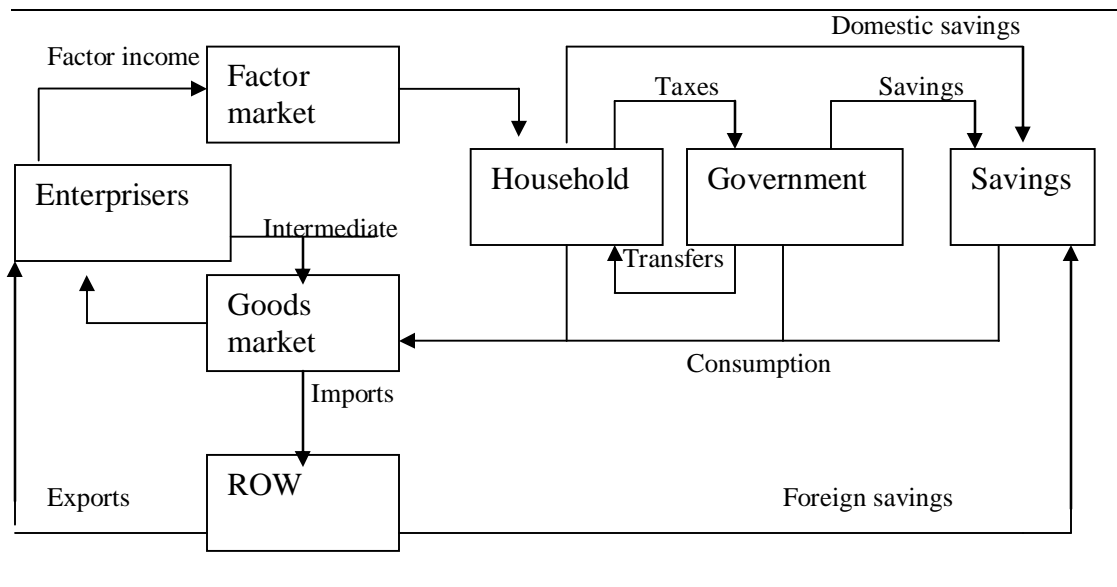 Domestic savings
Factor income
Factor
market
Taxes
Savings
Enterprisers
Household
Government
Savings
Intermediate
Transfers
Goods
market
Consumption
Imports
ROW
Exports
Foreign savings